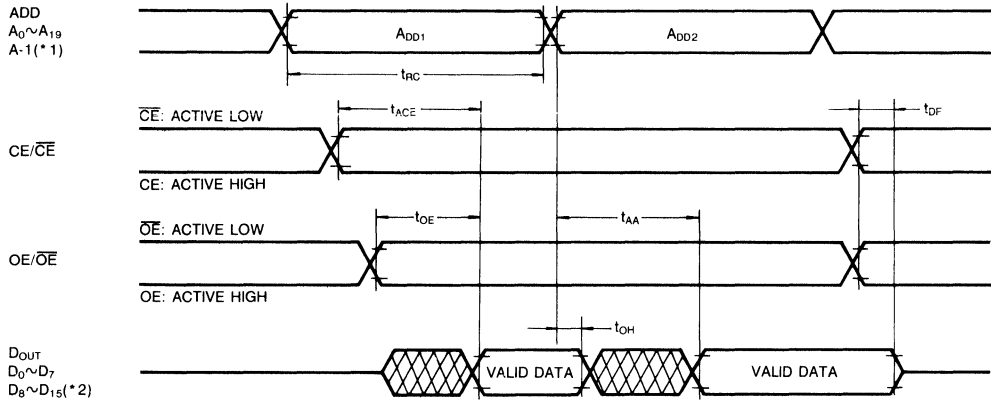 ADD
A0~A19
A-1(*1)
ADD1
ADD2
tRC
CE: ACTIVE LOW
tACE
tDF
CE/CE
CE: ACTIVE HIGH
OE: ACTIVE LOW
tOE
tAA
OE/OE
OE: ACTIVE HIGH
tOH
DOUT
D0~D7
D8~D15(*2)
VALID DATA
VALID DATA